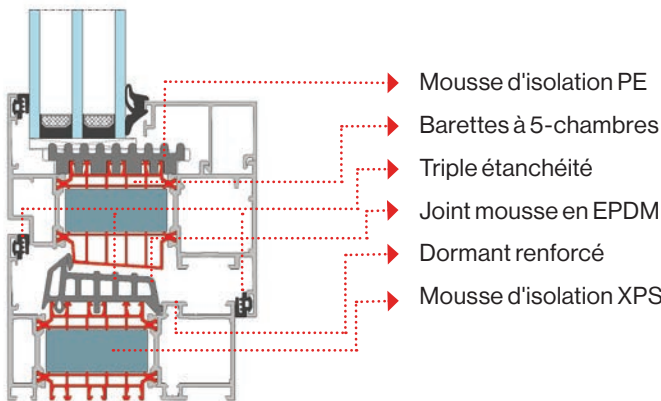 Mousse d'isolation PE
Barettes à 5-chambres
Triple étanchéité
Joint mousse en EPDM
Dormant renforcé
Mousse d'isolation XPS